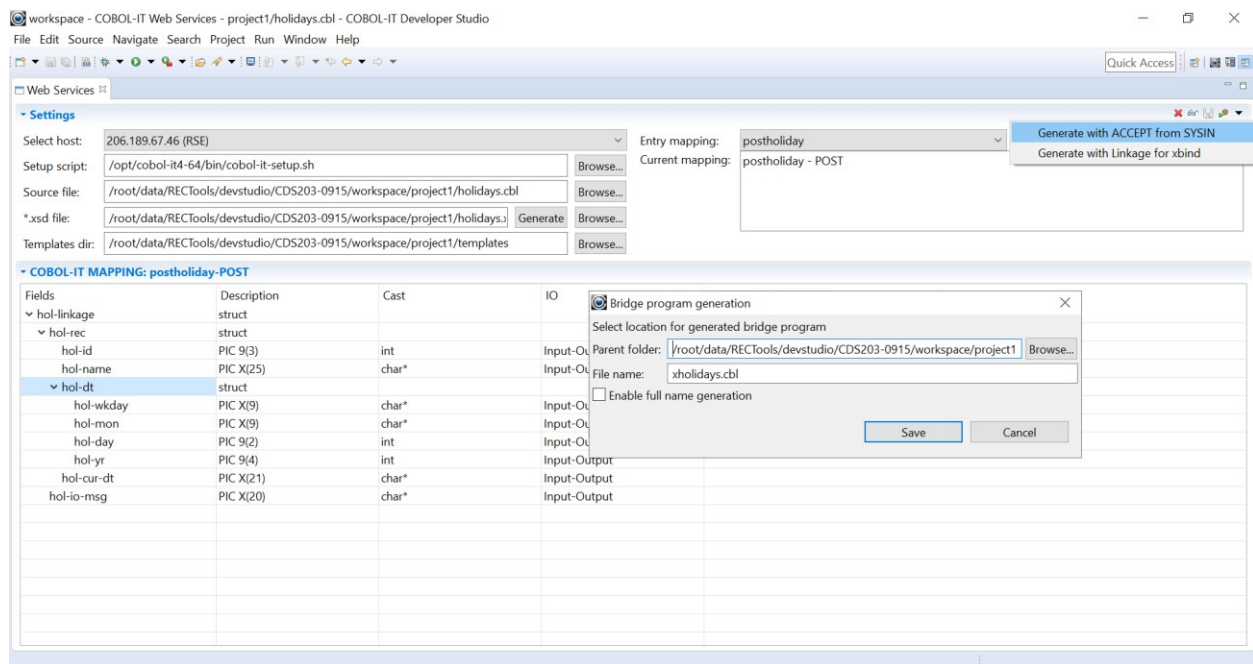 workspace - COBOL-IT Web Services - project1/holidays.cbl - COBOL-IT Developer Studio
File Edit Source Navigate Search Project Run Window Help
Quick Access
Web Services
Settings
Select host: 206.189.67.46 (RSE)
Setup script: /opt/cobol-it4-64/bin/cobol-it-setup.sh Browse...
Source file: /root/data/RECTools/devstudio/CDS203-0915/workspace/project1/holidays.cbl Browse...
*.xsd file: /root/data/RECTools/devstudio/CDS203-0915/workspace/project1/holidays. Generate Browse...
Templates dir: /root/data/RECTools/devstudio/CDS203-0915/workspace/project1/templates Browse...
Entry mapping: postholiday
Current mapping: postholiday - POST
Generate with ACCEPT from SYSIN
Generate with Linkage for xbind
COBOL-IT MAPPING: postholiday-POST
Fields Description Cast IO
hol-linkage struct
hol-rec struct
hol-id PIC 9(3) int Input-Ou
hol-name PIC X(25) char* Input-Ou
hol-dt struct
hol-wkday PIC X(9) char* Input-Ou
hol-mon PIC X(9) char* Input-Ou
hol-day PIC 9(2) int Input-Ou
hol-yr PIC 9(4) int Input-Output
hol-cur-dt PIC X(21) char* Input-Output
hol-io-msg PIC X(20) char* Input-Output
Bridge program generation
Select location for generated bridge program
Parent folder: /root/data/RECTools/devstudio/CDS203-0915/workspace/project1 Browse...
File name: xholidays.cbl
Enable full name generation
Save Cancel